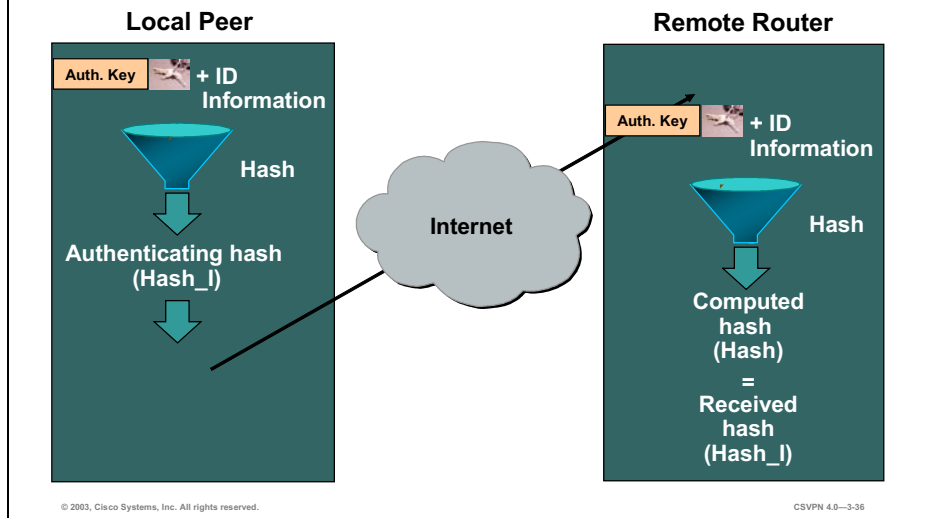 Local Peer
Remote Router
Auth. Key
+ ID
Information
Hash
Authenticating hash
(Hash_I)
Internet
Auth. Key
+ ID
Information
Hash
Computed
hash
(Hash)
=
Received
hash
(Hash_I)
© 2003, Cisco Systems, Inc. All rights reserved.
CSVPN 4.0—3-36